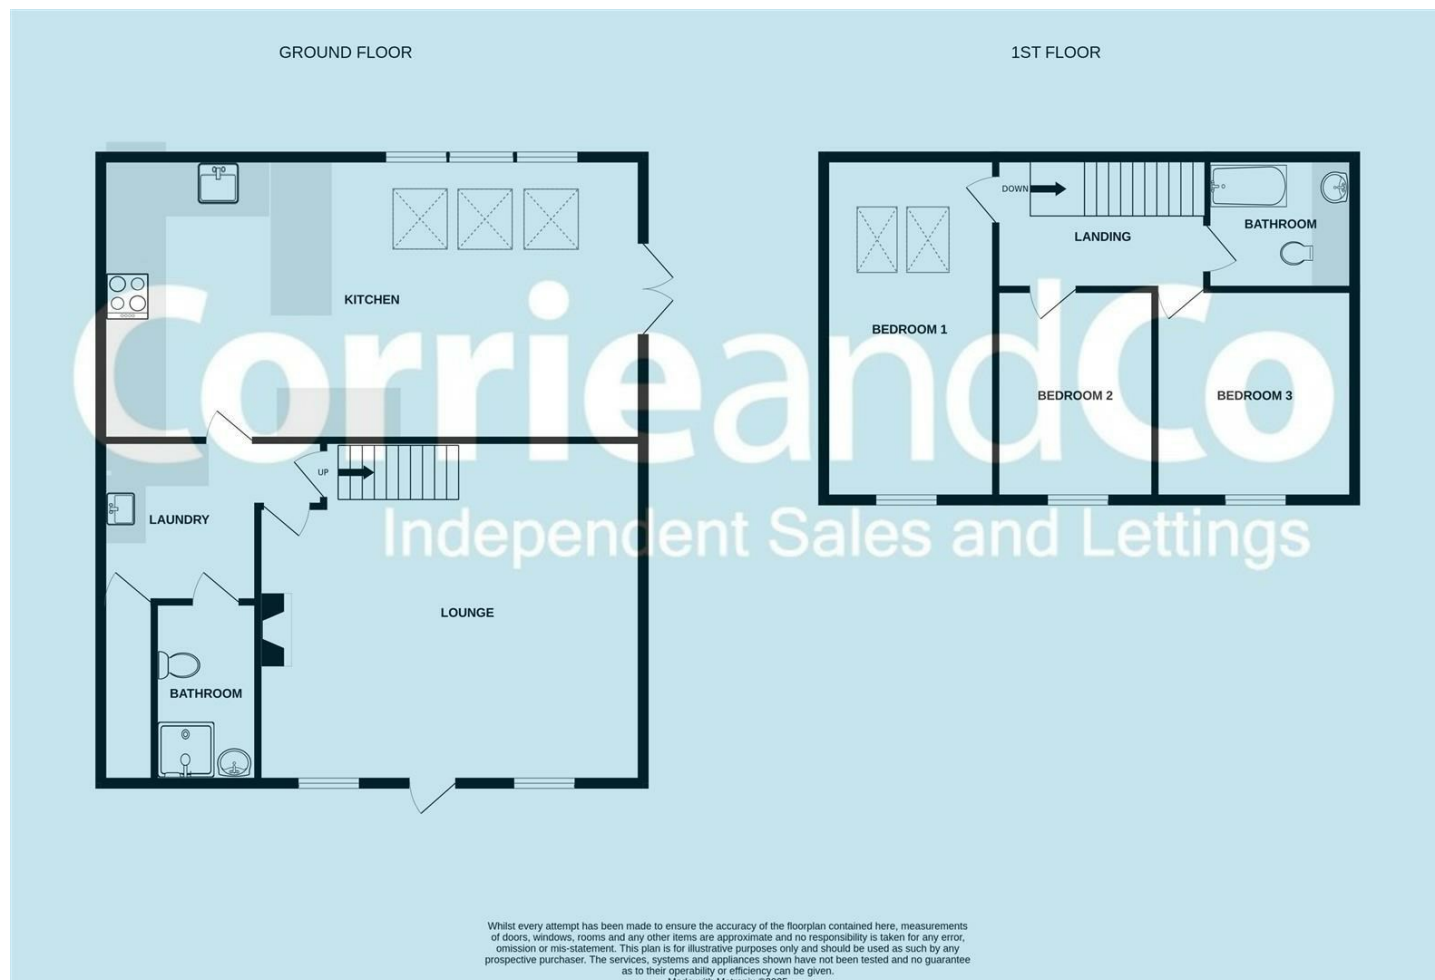 GROUND FLOOR
1ST FLOOR
DOWN
BATHROOM
LANDING
KITCHEN
BEDROOM 1
CorrieandCo
BEDROOM 2
BEDROOM 3
UP
LAUNDRY
Independent Sales and Lettings
LOUNGE
BATHROOM
Whilst every attempt has been made to ensure the accuracy of the floorplan contained here, measurements
of doors, windows, rooms and any other items are approximate and no responsibility is taken for any error,
omission or mis-statement. This plan is for illustrative purposes only and should be used as such by any
prospective purchaser. The services, systems and appliances shown have not been tested and no guarantee
as to their operability or efficiency can be given.
Made with Metropix ©2025